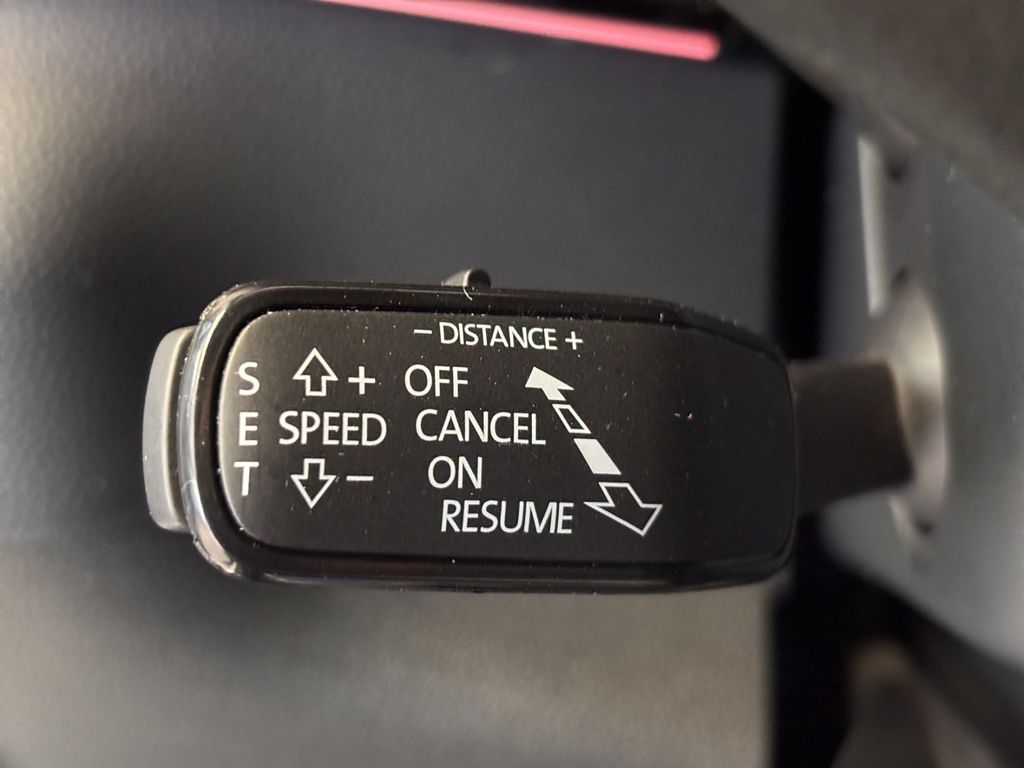 – DISTANCE +
S + OFF
E SPEED CANCEL
T – ON
RESUME